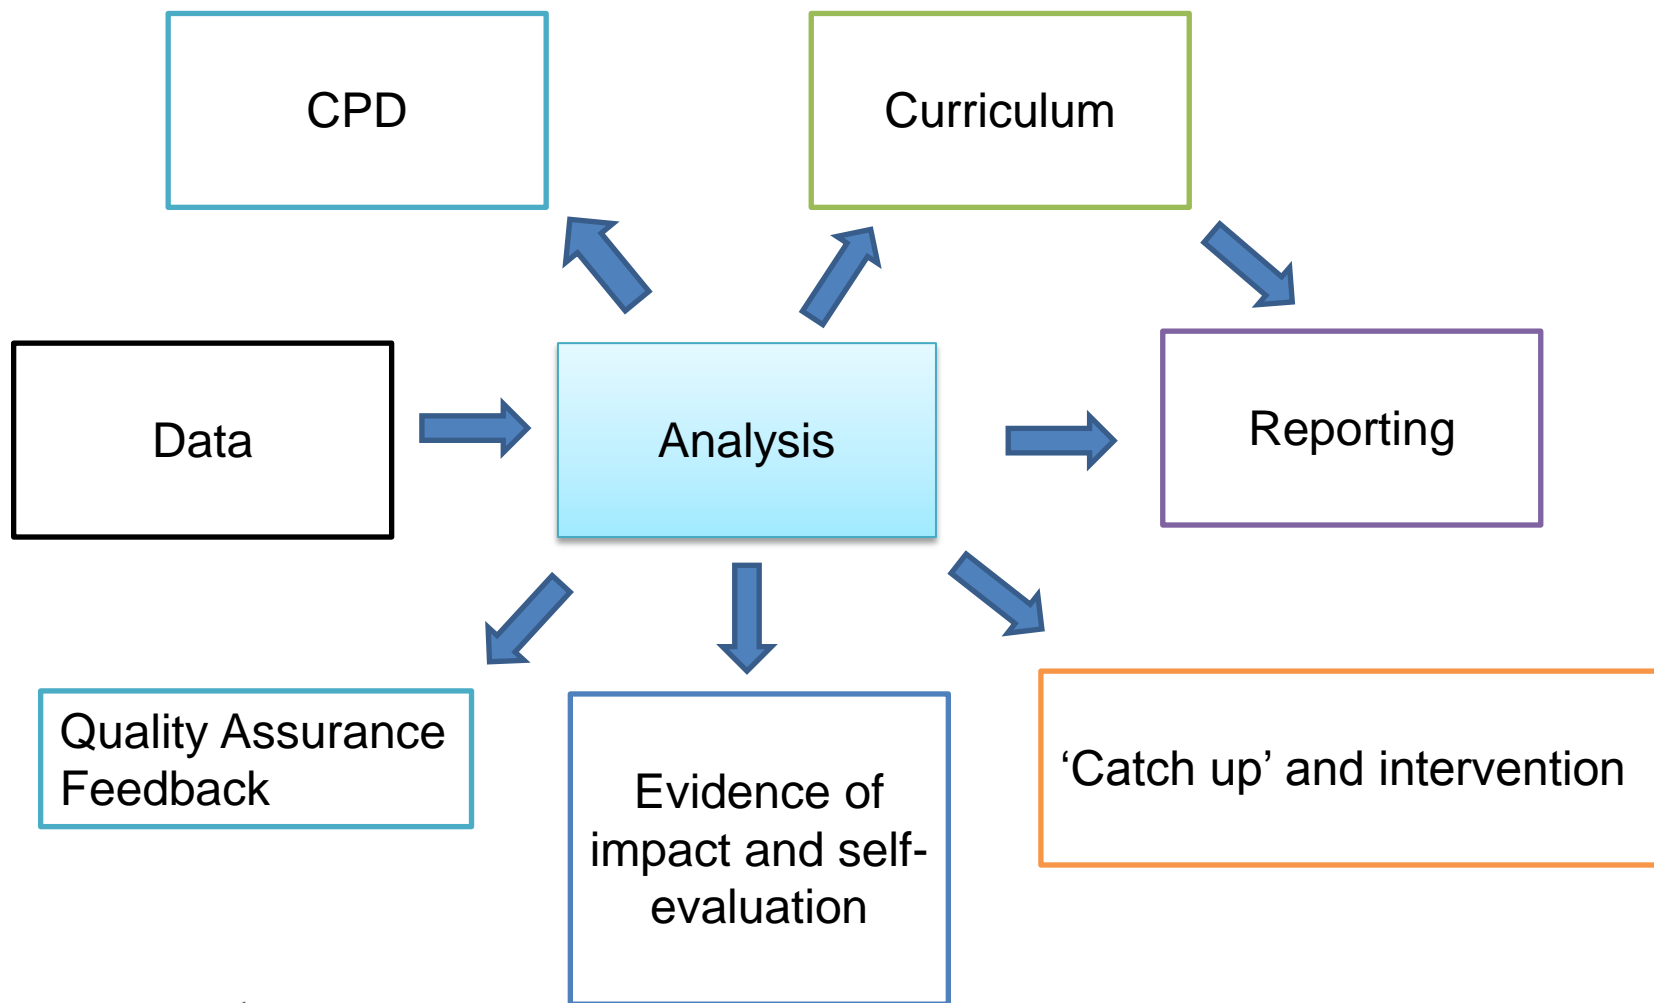 CPD
Curriculum
Data
Analysis
Reporting
Quality Assurance
Feedback
Evidence of
impact and self-
evaluation
‘Catch up’ and intervention